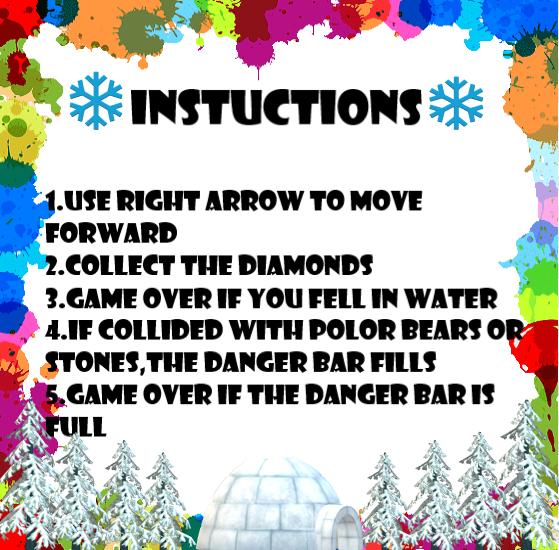 INSTUCTIONS
1.USE RIGHT ARROW TO MOVE
FORWARD
2.COLLECT THE DIAMONDS
3.GAME OVER IF YOU FELL IN WATER
4.IF COLLIDED WITH POLOR BEARS OR
STONES,THE DANGER BAR FILLS
5.GAME OVER IF THE DANGER BAR IS
FULL